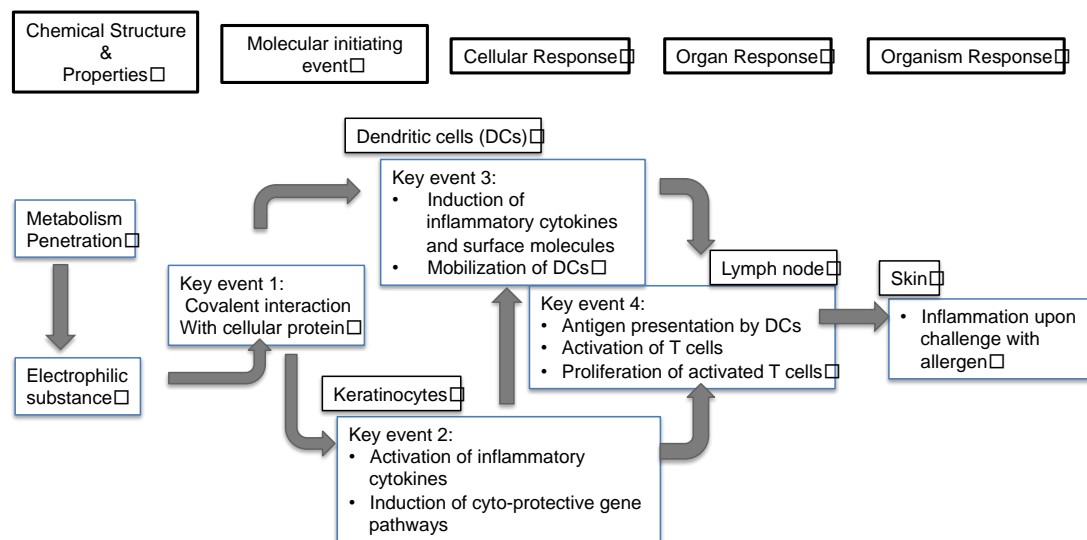 Chemical Structure
&
Properties□
Molecular initiating
event□
Cellular Response□
Organ Response□
Organism Response□
Dendritic cells (DCs)□
Key event 3:
• Induction of
inflammatory cytokines
and surface molecules
• Mobilization of DCs□
Metabolism
Penetration□
Key event 1:
Covalent interaction
With cellular protein□
Electrophilic
substance□
Lymph node□
Key event 4:
• Antigen presentation by DCs
• Activation of T cells
• Proliferation of activated T cells□
Skin□
• Inflammation upon
challenge with
allergen□
Keratinocytes□
Key event 2:
• Activation of inflammatory
cytokines
• Induction of cyto-protective gene
pathways